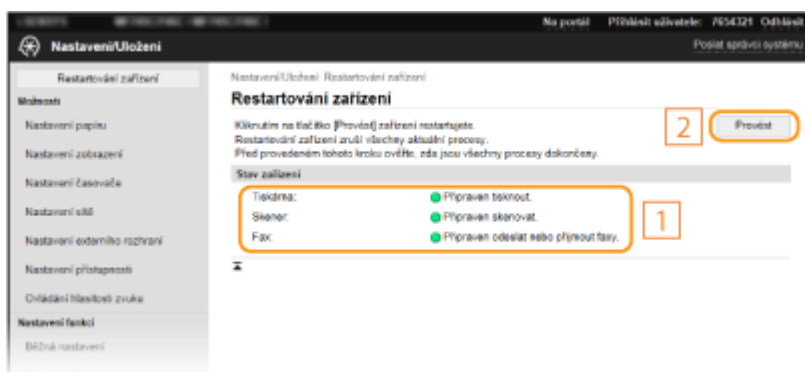 Na portál Přihlásit uživatele: 7654321 Odhlásit
Nastavení/Uložení
Poslat správci systému
Restartování zařízení
Možnosti
Nastavení papíru
Nastavení zobrazení
Nastavení časovače
Nastavení sítě
Nastavení externího rozhraní
Nastavení přístupnosti
Ovládání hlasitosti zvuku
Nastavení funkcí
Běžná nastavení
Nastavení/Uložení: Restartování zařízení
Restartování zařízení
Kliknutím na tlačítko [Provést] zařízení restartujete.
Restartování zařízení zruší všechny aktuální procesy.
Před provedeném tohoto kroku ověřte, zda jsou všechny procesy dokončeny.
2
Provést
Stav zařízení
Tiskárna: Připraven tisknout.
Skener: Připraven skenovat.
Fax: Připraven odeslat nebo přijmout faxy.
1